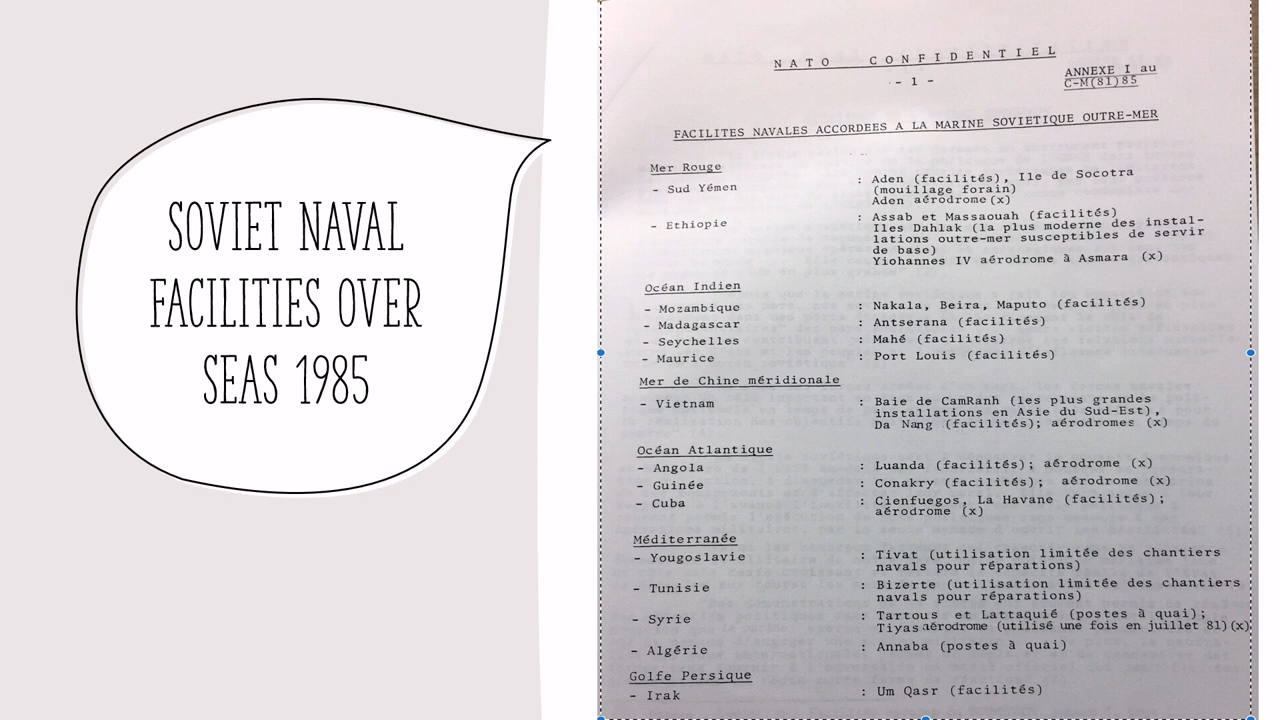 SOVIET NAVAL
FACILITIES OVER
SEAS 1985
NATO CONFIDENTIEL
- 1 -
ANNEXE I au
C-M(81)85
FACILITES NAVALES ACCORDEES A LA MARINE SOVIETIQUE OUTRE-MER
Mer Rouge
- Sud Yémen : Aden (facilités), Ile de Socotra
(mouillage forain)
Aden aérodrome (x)
- Ethiopie : Assab et Massaouah (facilités)
Iles Dahlak (la plus moderne des instal-
lations outre-mer susceptibles de servir
de base)
Yiohannes IV aérodrome à Asmara (x)
Océan Indien
- Mozambique : Nakala, Beira, Maputo (facilités)
- Madagascar : Antserana (facilités)
- Seychelles : Mahé (facilités)
- Maurice : Port Louis (facilités)
Mer de Chine méridionale
- Vietnam : Baie de CamRanh (les plus grandes
installations en Asie du Sud-Est),
Da Nang (facilités); aérodromes (x)
Océan Atlantique
- Angola : Luanda (facilités); aérodrome (x)
- Guinée : Conakry (facilités); aérodrome (x)
- Cuba : Cienfuegos, La Havane (facilités);
aérodrome (x)
Méditerranée
- Yougoslavie : Tivat (utilisation limitée des chantiers
navals pour réparations)
- Tunisie : Bizerte (utilisation limitée des chantiers
navals pour réparations)
- Syrie : Tartous et Lattaquié (postes à quai);
Tiyas aérodrome (utilisé une fois en juillet 81)(x)
- Algérie : Annaba (postes à quai)
Golfe Persique
- Irak : Um Qasr (facilités)